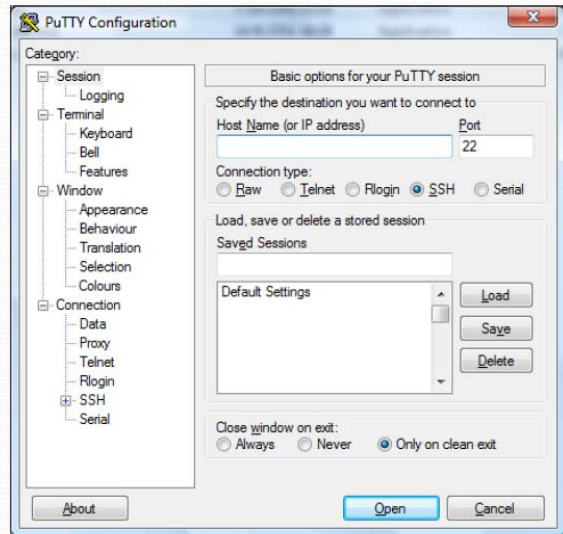 PuTTY Configuration
Category:
Session
Logging
Terminal
Keyboard
Bell
Features
Window
Appearance
Behaviour
Translation
Selection
Colours
Connection
Data
Proxy
Telnet
Rlogin
SSH
Serial
Basic options for your PuTTY session
Specify the destination you want to connect to
Host Name (or IP address) Port
22
Connection type:
Raw Telnet Rlogin SSH Serial
Load, save or delete a stored session
Saved Sessions
Default Settings
Load
Save
Delete
Close window on exit:
Always Never Only on clean exit
About Open Cancel